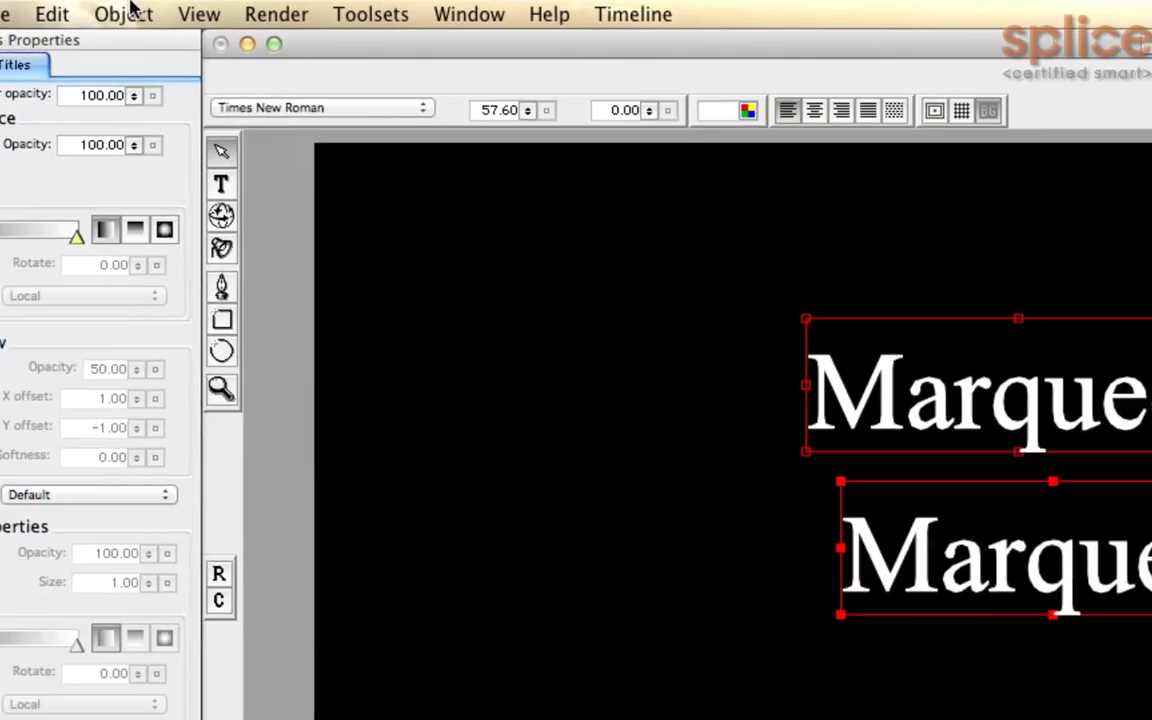 Edit Object View Render Toolsets Window Help Timeline
s Properties
Titles
splice
<certified smart>
opacity: 100.00
Times New Roman 57.60 0.00
ce
Opacity: 100.00
T
Rotate: 0.00
Local
Opacity: 50.00
X offset: 1.00
Marque
Y offset: -1.00
Softness: 0.00
Default
erties
Marque
Opacity: 100.00
R
Size: 1.00
C
Rotate: 0.00
Local